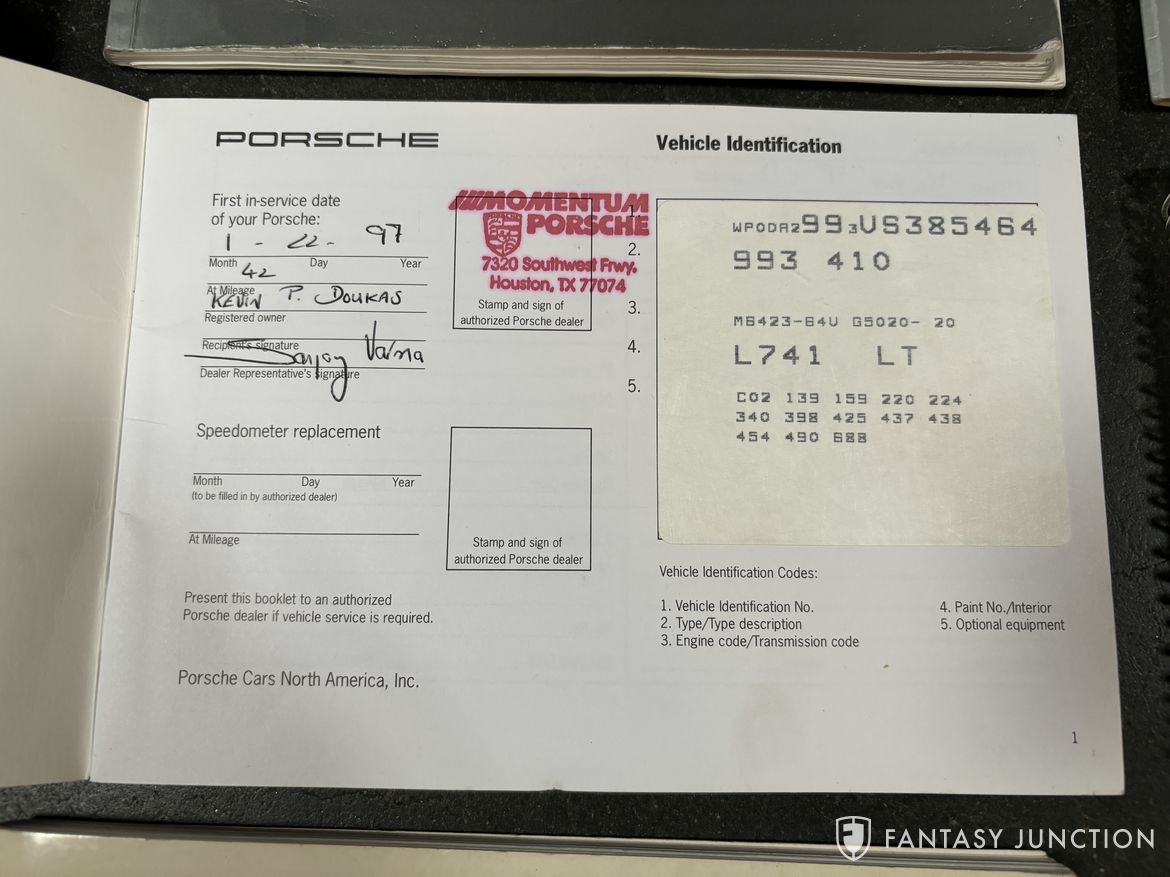 PORSCHE
First in-service date
of your Porsche:
1 - 22 - 97
Month Day Year
42
At Mileage
KEVIN P. DOUKAS
Registered owner
Recipient's signature
Sanjoy Varma
Dealer Representative's signature
MOMENTUM
PORSCHE
7320 Southwest Frwy.
Houston, TX 77074
Stamp and sign of
authorized Porsche dealer
Speedometer replacement
Month Day Year
(to be filled in by authorized dealer)
At Mileage
Stamp and sign of
authorized Porsche dealer
Present this booklet to an authorized
Porsche dealer if vehicle service is required.
Porsche Cars North America, Inc.
Vehicle Identification
1.
2.
3.
4.
5.
WP0DA2993VS385464
993 410
M6423-64V G5020- 20
L741 LT
C02 139 159 220 224
340 398 425 437 438
454 490 688
Vehicle Identification Codes:
1. Vehicle Identification No.
2. Type/Type description
3. Engine code/Transmission code
4. Paint No./Interior
5. Optional equipment
1
FANTASY JUNCTION